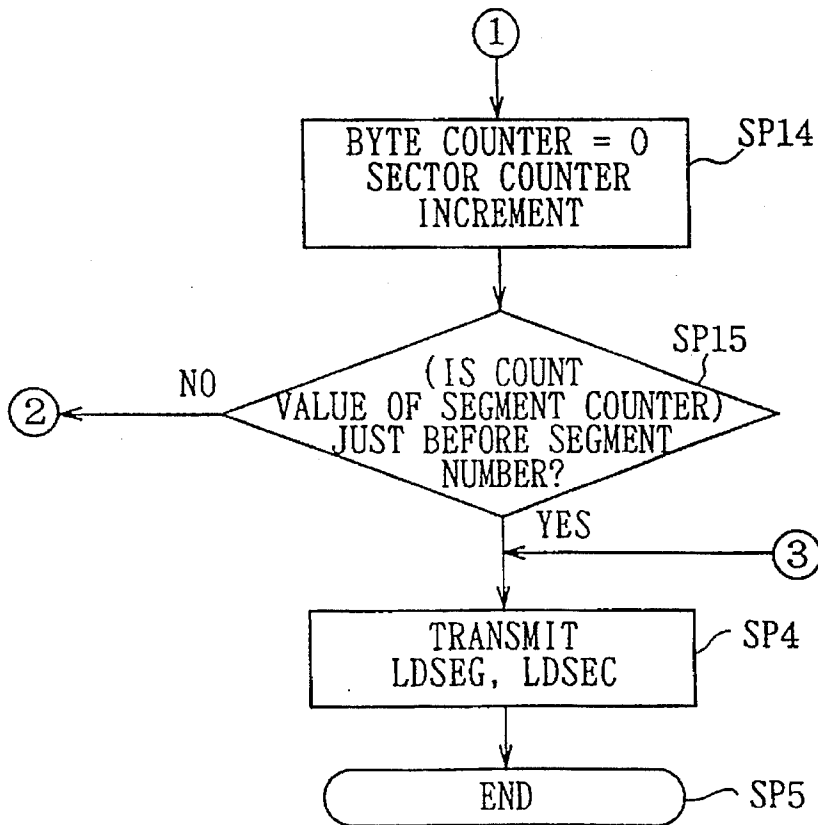 ①
BYTE COUNTER = 0
SECTOR COUNTER
INCREMENT
SP14
(IS COUNT
VALUE OF SEGMENT COUNTER)
JUST BEFORE SEGMENT
NUMBER?
SP15
NO
②
YES
③
TRANSMIT
LDSEG, LDSEC
SP4
END
SP5